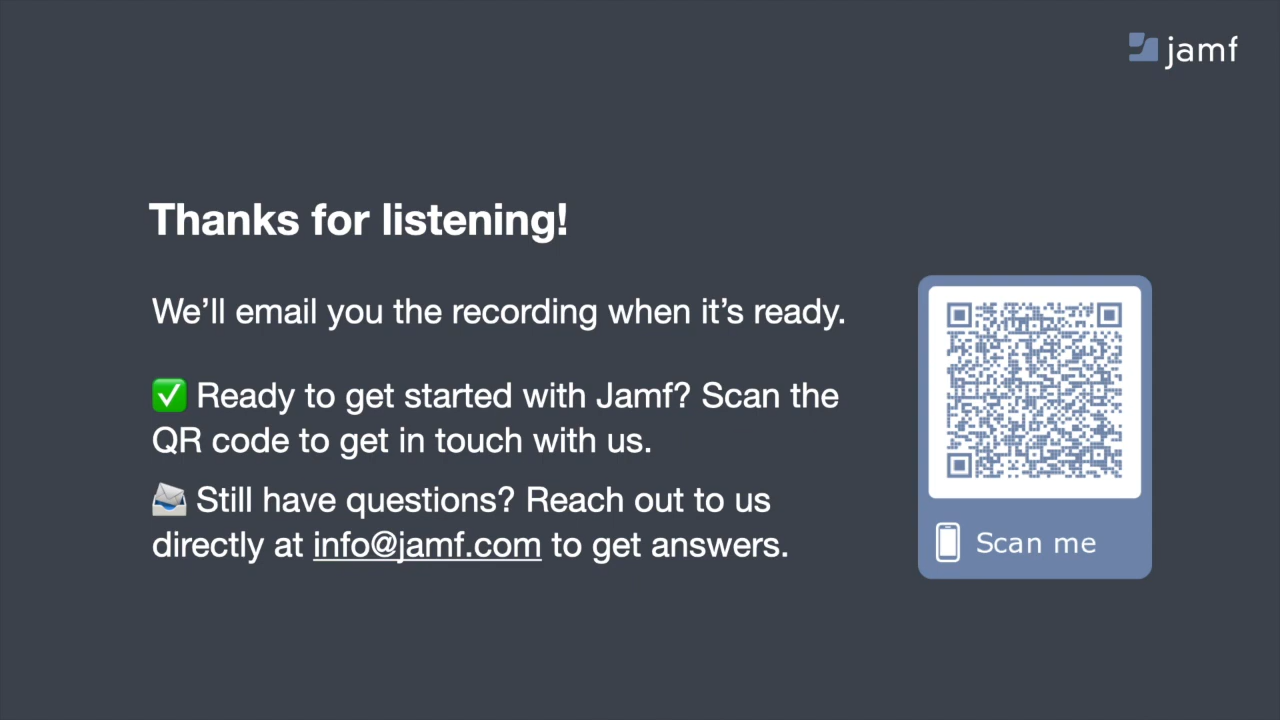 jamf
Thanks for listening!
We’ll email you the recording when it’s ready.
✅ Ready to get started with Jamf? Scan the
QR code to get in touch with us.
📨 Still have questions? Reach out to us
directly at info@jamf.com to get answers.
Scan me